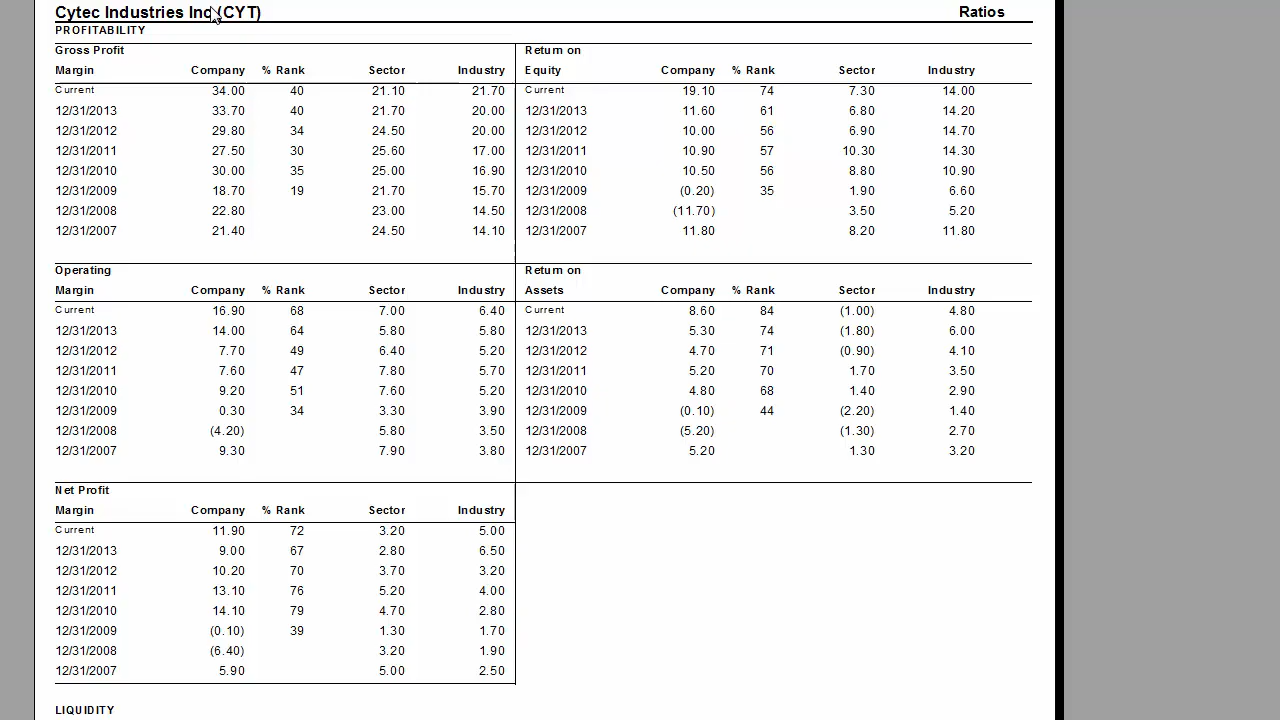 Cytec Industries Inc (CYT) Ratios
PROFITABILITY
Gross Profit
Margin Company % Rank Sector Industry
Current 34.00 40 21.10 21.70
12/31/2013 33.70 40 21.70 20.00
12/31/2012 29.80 34 24.50 20.00
12/31/2011 27.50 30 25.60 17.00
12/31/2010 30.00 35 25.00 16.90
12/31/2009 18.70 19 21.70 15.70
12/31/2008 22.80 23.00 14.50
12/31/2007 21.40 24.50 14.10
Return on
Equity Company % Rank Sector Industry
Current 19.10 74 7.30 14.00
12/31/2013 11.60 61 6.80 14.20
12/31/2012 10.00 56 6.90 14.70
12/31/2011 10.90 57 10.30 14.30
12/31/2010 10.50 56 8.80 10.90
12/31/2009 (0.20) 35 1.90 6.60
12/31/2008 (11.70) 3.50 5.20
12/31/2007 11.80 8.20 11.80
Operating
Margin Company % Rank Sector Industry
Current 16.90 68 7.00 6.40
12/31/2013 14.00 64 5.80 5.80
12/31/2012 7.70 49 6.40 5.20
12/31/2011 7.60 47 7.80 5.70
12/31/2010 9.20 51 7.60 5.20
12/31/2009 0.30 34 3.30 3.90
12/31/2008 (4.20) 5.80 3.50
12/31/2007 9.30 7.90 3.80
Return on
Assets Company % Rank Sector Industry
Current 8.60 84 (1.00) 4.80
12/31/2013 5.30 74 (1.80) 6.00
12/31/2012 4.70 71 (0.90) 4.10
12/31/2011 5.20 70 1.70 3.50
12/31/2010 4.80 68 1.40 2.90
12/31/2009 (0.10) 44 (2.20) 1.40
12/31/2008 (5.20) (1.30) 2.70
12/31/2007 5.20 1.30 3.20
Net Profit
Margin Company % Rank Sector Industry
Current 11.90 72 3.20 5.00
12/31/2013 9.00 67 2.80 6.50
12/31/2012 10.20 70 3.70 3.20
12/31/2011 13.10 76 5.20 4.00
12/31/2010 14.10 79 4.70 2.80
12/31/2009 (0.10) 39 1.30 1.70
12/31/2008 (6.40) 3.20 1.90
12/31/2007 5.90 5.00 2.50
LIQUIDITY